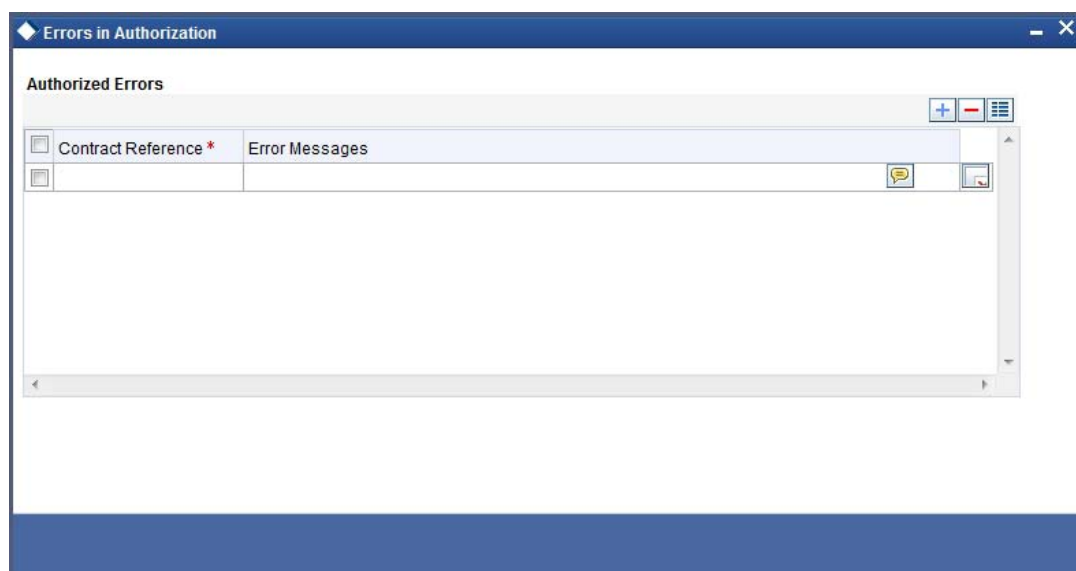 Errors in Authorization
Authorized Errors
Contract Reference * Error Messages